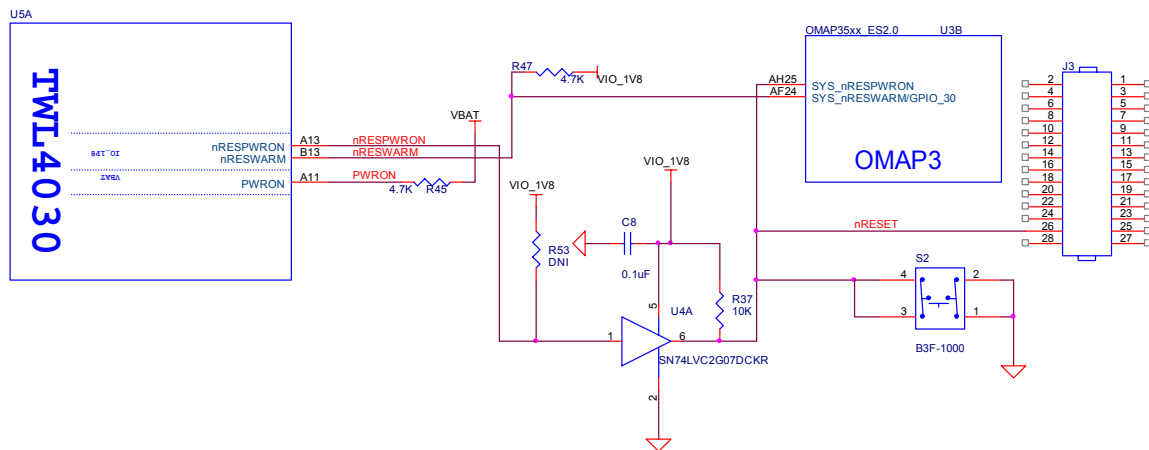 U5A
TWL4030
nRESPWRON
nRESWARM
IO_1P8
VBAT
PWRON
A13
B13
A11
nRESPWRON
nRESWARM
PWRON
4.7K
R45
VBAT
R47
4.7K
VIO_1V8
VIO_1V8
R53
DNI
C8
0.1uF
VIO_1V8
5
U4A
1
6
SN74LVC2G07DCKR
2
R37
10K
OMAP35xx_ES2.0
U3B
AH25
AF24
SYS_nRESPWRON
SYS_nRESWARM/GPIO_30
OMAP3
nRESET
J3
2 1
4 3
6 5
8 7
10 9
12 11
14 13
16 15
18 17
20 19
22 21
24 23
26 25
28 27
S2
4 2
3 1
B3F-1000